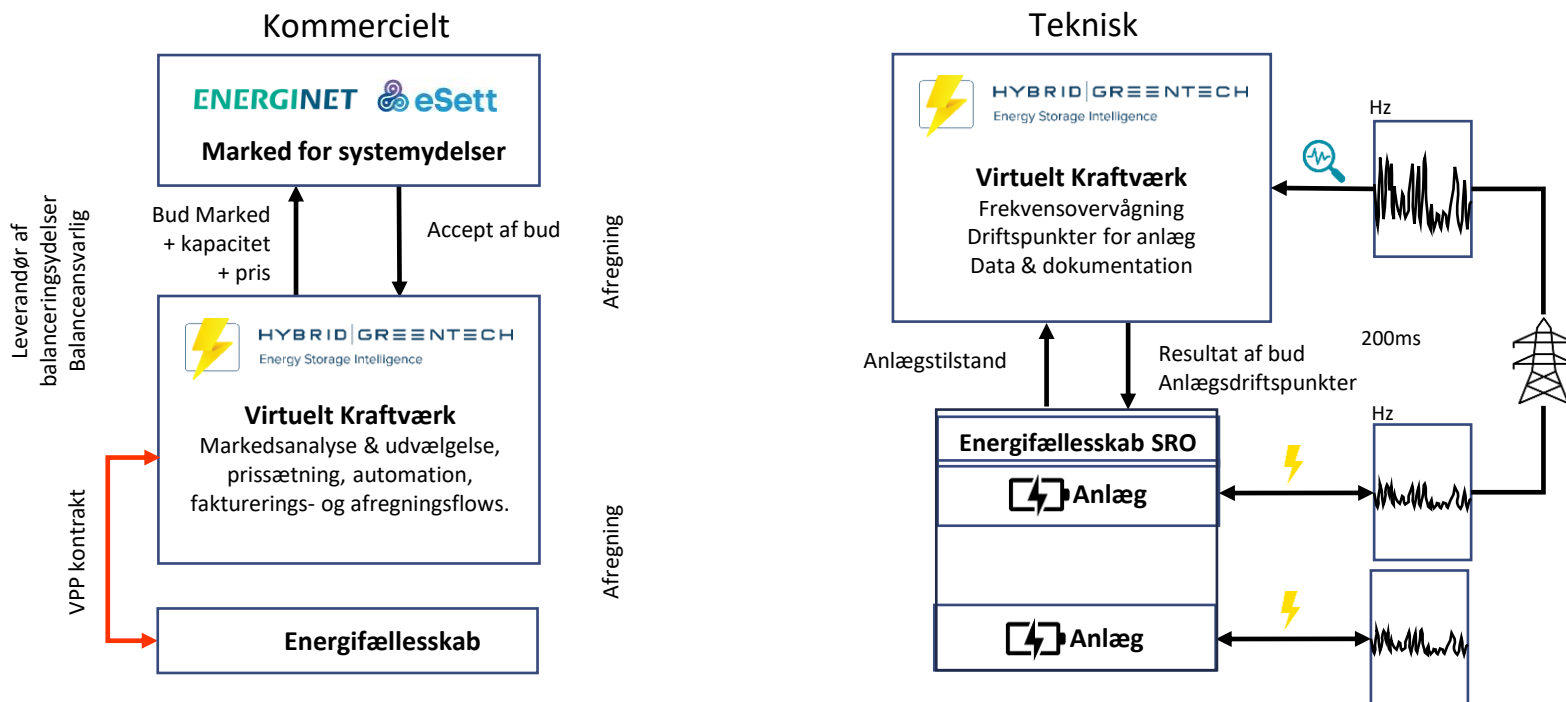 Kommercielt
ENERGINET eSett
Marked for systemydelser
Bud Marked
+ kapacitet
+ pris
Accept af bud
Leverandør af
balanceringsydelser
Balanceansvarlig
Afregning
HYBRID|GREENTECH
Energy Storage Intelligence
Virtuelt Kraftværk
Markedsanalyse & udvælgelse,
prissætning, automation,
fakturerings- og afregningsflows.
VPP kontrakt
Afregning
Energifællesskab
Teknisk
HYBRID|GREENTECH
Energy Storage Intelligence
Virtuelt Kraftværk
Frekvensovervågning
Driftspunkter for anlæg
Data & dokumentation
Hz
Anlægstilstand
Resultat af bud
Anlægsdriftspunkter
200ms
Hz
Energifællesskab SRO
Anlæg
Anlæg